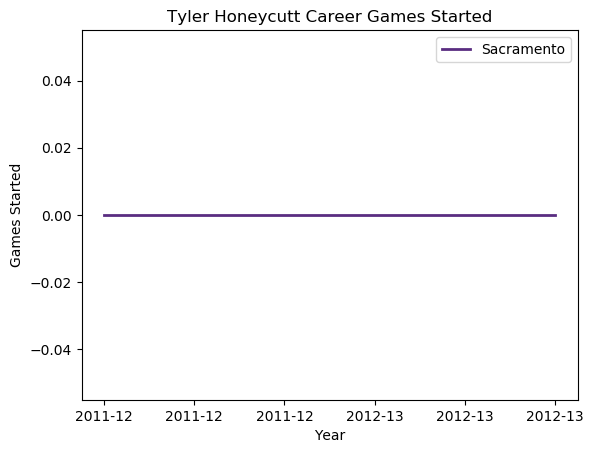 Tyler Honeycutt Career Games Started
Sacramento
Games Started
0.04
0.02
0.00
−0.02
−0.04
2011-12 2011-12 2011-12 2012-13 2012-13 2012-13
Year